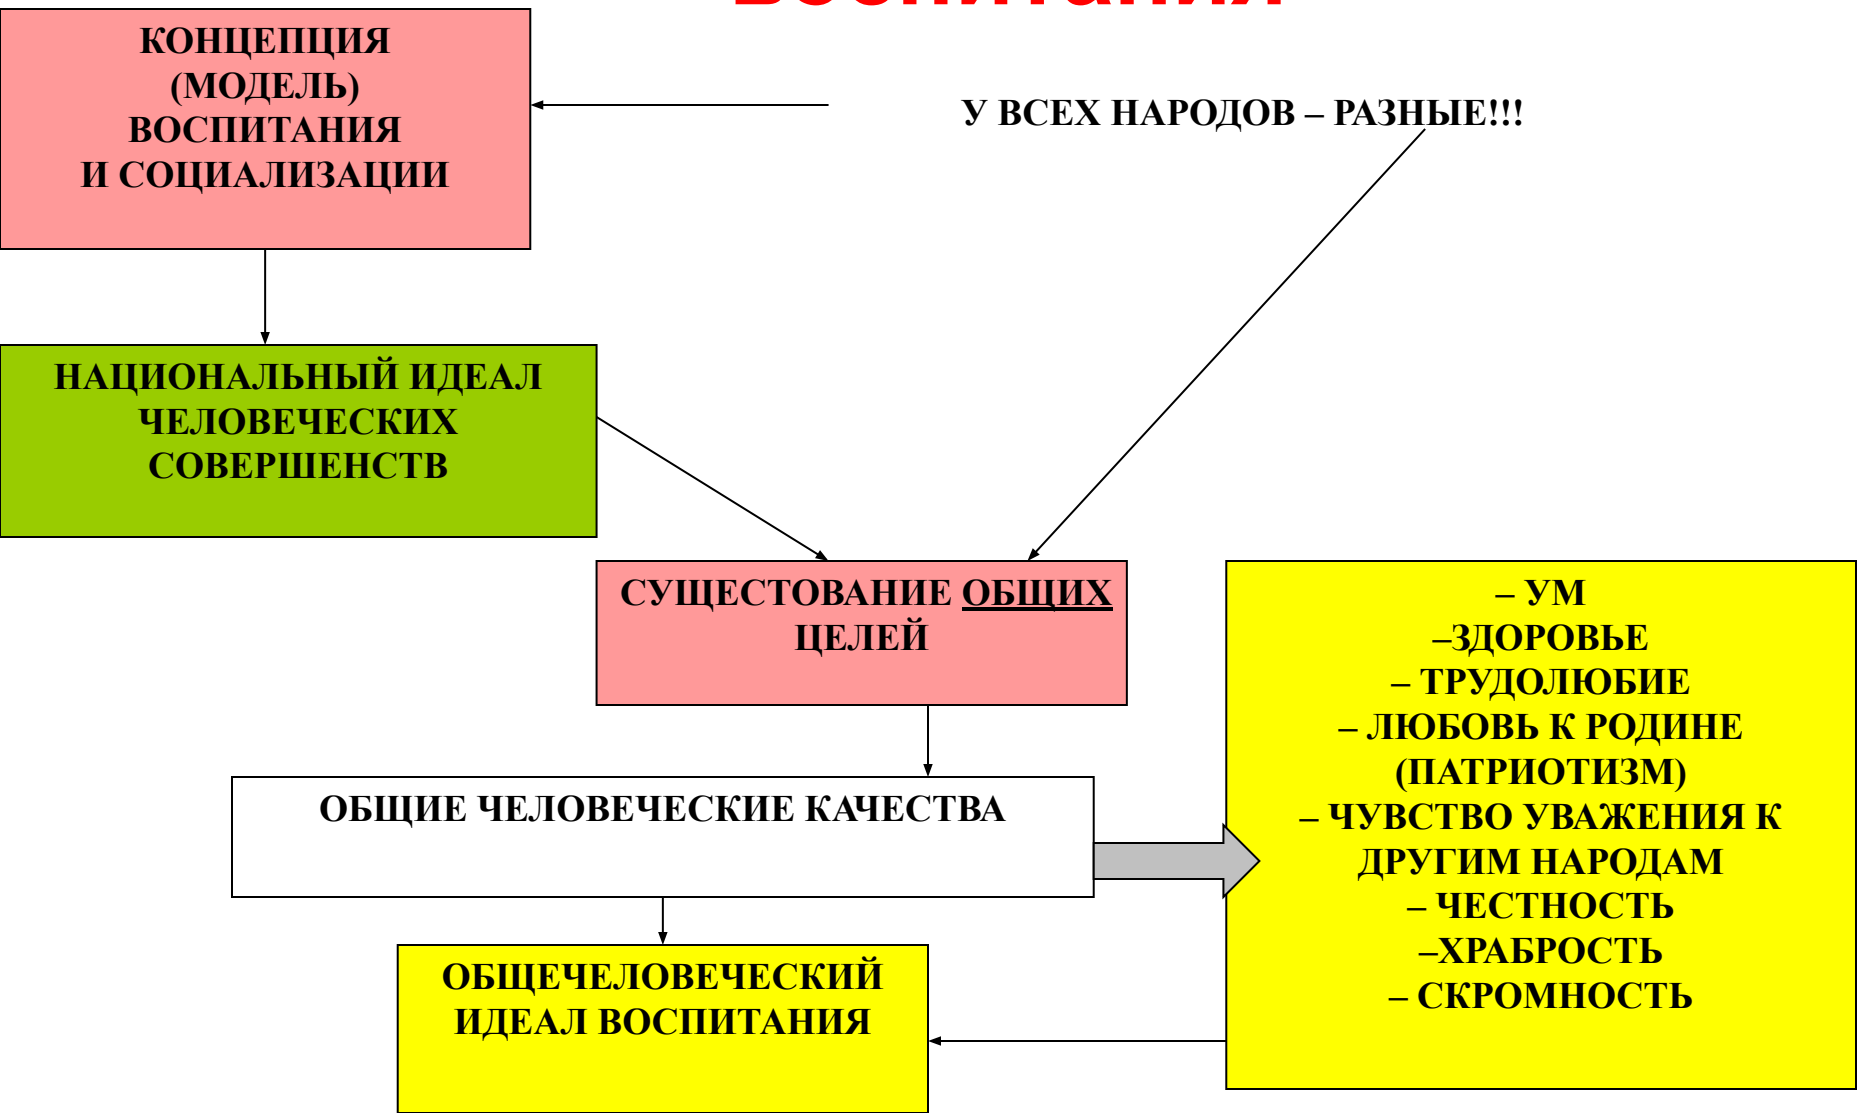 воспитания
КОНЦЕПЦИЯ
(МОДЕЛЬ)
ВОСПИТАНИЯ
И СОЦИАЛИЗАЦИИ
У ВСЕХ НАРОДОВ – РАЗНЫЕ!!!
НАЦИОНАЛЬНЫЙ ИДЕАЛ
ЧЕЛОВЕЧЕСКИХ
СОВЕРШЕНСТВ
СУЩЕСТОВАНИЕ ОБЩИХ
ЦЕЛЕЙ
ОБЩИЕ ЧЕЛОВЕЧЕСКИЕ КАЧЕСТВА
– УМ
–ЗДОРОВЬЕ
– ТРУДОЛЮБИЕ
– ЛЮБОВЬ К РОДИНЕ
(ПАТРИОТИЗМ)
– ЧУВСТВО УВАЖЕНИЯ К
ДРУГИМ НАРОДАМ
– ЧЕСТНОСТЬ
–ХРАБРОСТЬ
– СКРОМНОСТЬ
ОБЩЕЧЕЛОВЕЧЕСКИЙ
ИДЕАЛ ВОСПИТАНИЯ